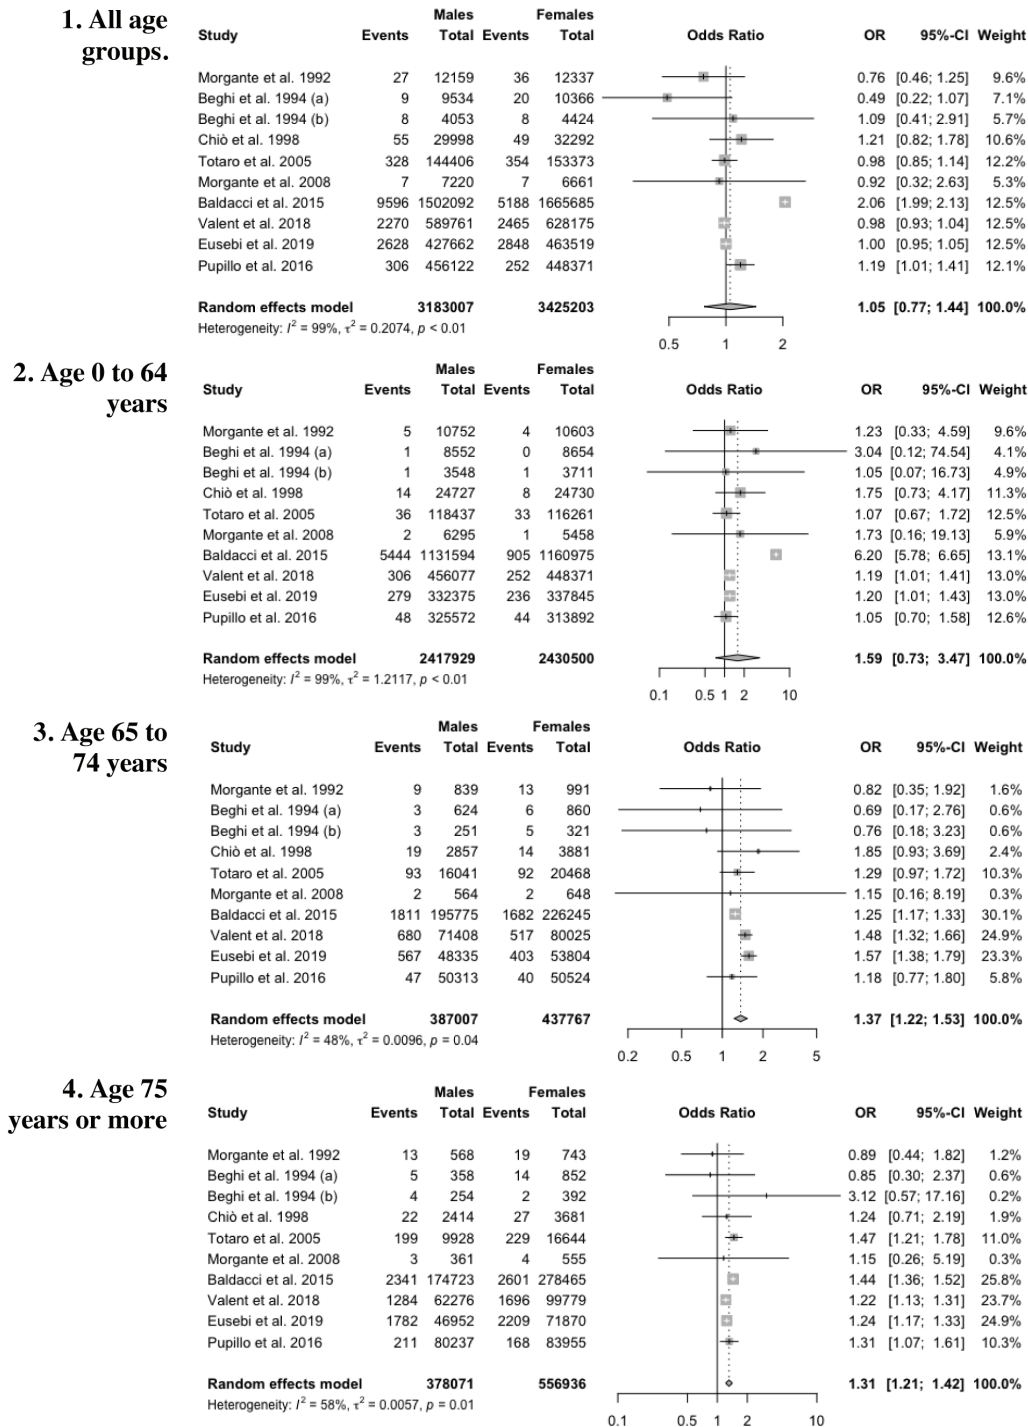 1. All age
groups.
Males Females
Study Events Total Events Total Odds Ratio OR 95%-CI Weight
Morgante et al. 1992 27 12159 36 12337 0.76 [0.46; 1.25] 9.6%
Beghi et al. 1994 (a) 9 9534 20 10366 0.49 [0.22; 1.07] 7.1%
Beghi et al. 1994 (b) 8 4053 8 4424 1.09 [0.41; 2.91] 5.7%
Chiò et al. 1998 55 29998 49 32292 1.21 [0.82; 1.78] 10.6%
Totaro et al. 2005 328 144406 354 153373 0.98 [0.85; 1.14] 12.2%
Morgante et al. 2008 7 7220 7 6661 0.92 [0.32; 2.63] 5.3%
Baldacci et al. 2015 9596 1502092 5188 1665685 2.06 [1.99; 2.13] 12.5%
Valent et al. 2018 2270 589761 2465 628175 0.98 [0.93; 1.04] 12.5%
Eusebi et al. 2019 2628 427662 2848 463519 1.00 [0.95; 1.05] 12.5%
Pupillo et al. 2016 306 456122 252 448371 1.19 [1.01; 1.41] 12.1%
Random effects model 3183007 3425203 1.05 [0.77; 1.44] 100.0%
Heterogeneity: I² = 99%, τ² = 0.2074, p < 0.01
0.5 1 2
2. Age 0 to 64
years
Males Females
Study Events Total Events Total Odds Ratio OR 95%-CI Weight
Morgante et al. 1992 5 10752 4 10603 1.23 [0.33; 4.59] 9.6%
Beghi et al. 1994 (a) 1 8552 0 8654 3.04 [0.12; 74.54] 4.1%
Beghi et al. 1994 (b) 1 3548 1 3711 1.05 [0.07; 16.73] 4.9%
Chiò et al. 1998 14 24727 8 24730 1.75 [0.73; 4.17] 11.3%
Totaro et al. 2005 36 118437 33 116261 1.07 [0.67; 1.72] 12.5%
Morgante et al. 2008 2 6295 1 5458 1.73 [0.16; 19.13] 5.9%
Baldacci et al. 2015 5444 1131594 905 1160975 6.20 [5.78; 6.65] 13.1%
Valent et al. 2018 306 456077 252 448371 1.19 [1.01; 1.41] 13.0%
Eusebi et al. 2019 279 332375 236 337845 1.20 [1.01; 1.43] 13.0%
Pupillo et al. 2016 48 325572 44 313892 1.05 [0.70; 1.58] 12.6%
Random effects model 2417929 2430500 1.59 [0.73; 3.47] 100.0%
Heterogeneity: I² = 99%, τ² = 1.2117, p < 0.01
0.1 0.5 1 2 10
3. Age 65 to
74 years
Males Females
Study Events Total Events Total Odds Ratio OR 95%-CI Weight
Morgante et al. 1992 9 839 13 991 0.82 [0.35; 1.92] 1.6%
Beghi et al. 1994 (a) 3 624 6 860 0.69 [0.17; 2.76] 0.6%
Beghi et al. 1994 (b) 3 251 5 321 0.76 [0.18; 3.23] 0.6%
Chiò et al. 1998 19 2857 14 3881 1.85 [0.93; 3.69] 2.4%
Totaro et al. 2005 93 16041 92 20468 1.29 [0.97; 1.72] 10.4%
Morgante et al. 2008 2 564 2 648 1.15 [0.16; 8.19] 0.3%
Baldacci et al. 2015 1811 195775 1682 226245 1.25 [1.17; 1.33] 30.1%
Valent et al. 2018 680 71408 517 80025 1.48 [1.32; 1.66] 24.9%
Eusebi et al. 2019 567 48335 403 53804 1.57 [1.38; 1.79] 23.3%
Pupillo et al. 2016 47 50313 40 50524 1.18 [0.77; 1.80] 5.8%
Random effects model 387007 437767 1.37 [1.22; 1.53] 100.0%
Heterogeneity: I² = 48%, τ² = 0.0096, p = 0.04
0.2 0.5 1 2 5
4. Age 75
years or more
Males Females
Study Events Total Events Total Odds Ratio OR 95%-CI Weight
Morgante et al. 1992 13 568 19 743 0.89 [0.44; 1.82] 1.2%
Beghi et al. 1994 (a) 5 358 14 852 0.85 [0.30; 2.37] 0.6%
Beghi et al. 1994 (b) 4 254 2 392 3.12 [0.57; 17.16] 0.2%
Chiò et al. 1998 22 2414 27 3681 1.24 [0.71; 2.19] 1.9%
Totaro et al. 2005 199 9928 229 16644 1.47 [1.21; 1.78] 11.0%
Morgante et al. 2008 3 361 4 555 1.15 [0.26; 5.19] 0.3%
Baldacci et al. 2015 2341 174723 2601 278465 1.44 [1.36; 1.52] 25.8%
Valent et al. 2018 1284 62276 1696 99779 1.22 [1.13; 1.31] 23.7%
Eusebi et al. 2019 1782 46952 2209 71870 1.24 [1.17; 1.33] 24.9%
Pupillo et al. 2016 211 80237 168 83955 1.31 [1.07; 1.61] 10.3%
Random effects model 378071 556936 1.31 [1.21; 1.42] 100.0%
Heterogeneity: I² = 58%, τ² = 0.0057, p = 0.01
0.1 0.5 1 2 10